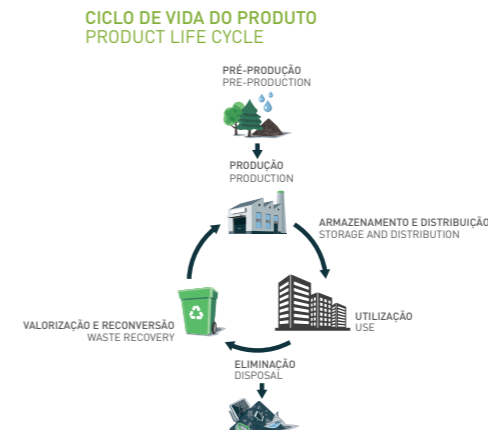 CICLO DE VIDA DO PRODUTO
PRODUCT LIFE CYCLE
PRÉ-PRODUÇÃO
PRE-PRODUCTION
PRODUÇÃO
PRODUCTION
ARMAZENAMENTO E DISTRIBUIÇÃO
STORAGE AND DISTRIBUTION
UTILIZAÇÃO
USE
VALORIZAÇÃO E RECONVERSÃO
WASTE RECOVERY
ELIMINAÇÃO
DISPOSAL